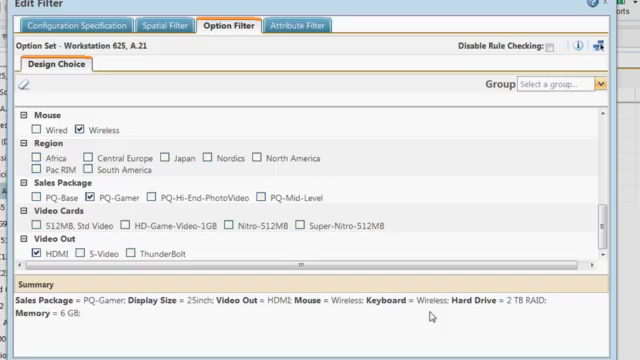 Edit Filter
Configuration Specification Spatial Filter Option Filter Attribute Filter
Option Set - Workstation 625, A.21 Disable Rule Checking:
Design Choice
Group Select a group...
Mouse
Wired Wireless
Region
Africa Central Europe Japan Nordics North America
Pac RIM South America
Sales Package
PQ-Base PQ-Gamer PQ-Hi-End-PhotoVideo PQ-Mid-Level
Video Cards
512MB, Std Video HD-Game-Video-1GB Nitro-512MB Super-Nitro-512MB
Video Out
HDMI S-Video ThunderBolt
Summary
Sales Package = PQ-Gamer; Display Size = 25inch; Video Out = HDMI; Mouse = Wireless; Keyboard = Wireless; Hard Drive = 2 TB RAID;
Memory = 6 GB;